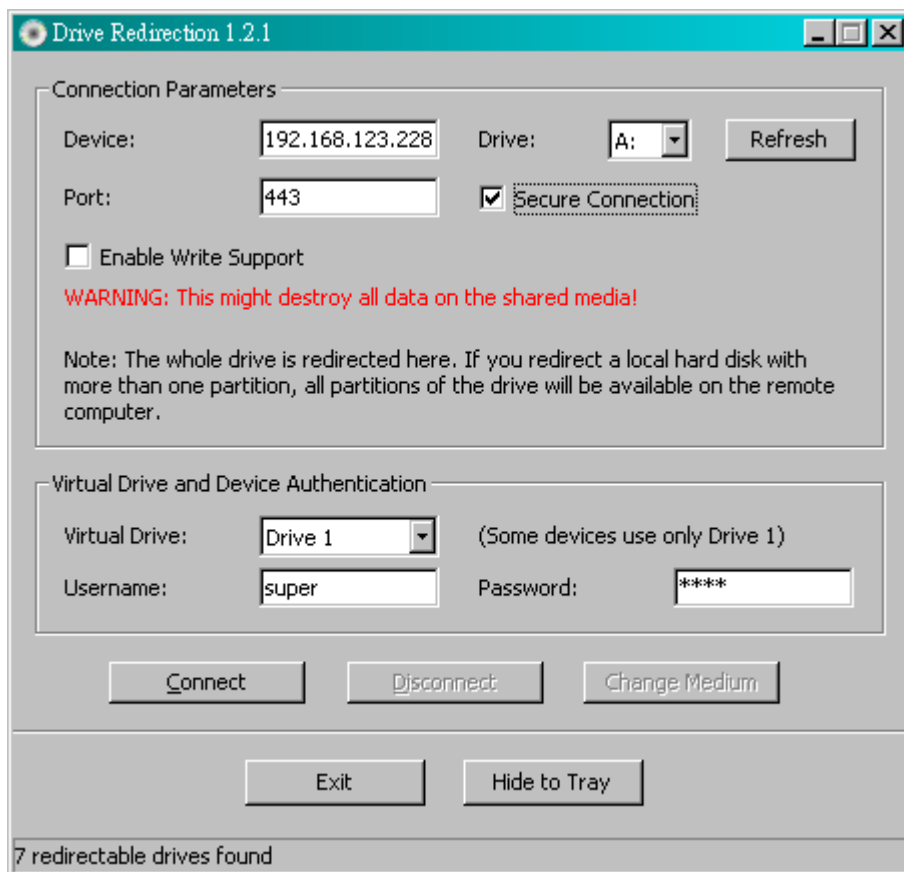 Drive Redirection 1.2.1
Connection Parameters
Device: 192.168.123.228 Drive: A: Refresh
Port: 443 Secure Connection
Enable Write Support
WARNING: This might destroy all data on the shared media!
Note: The whole drive is redirected here. If you redirect a local hard disk with
more than one partition, all partitions of the drive will be available on the remote
computer.
Virtual Drive and Device Authentication
Virtual Drive: Drive 1 (Some devices use only Drive 1)
Username: super Password: ****
Connect Disconnect Change Medium
Exit Hide to Tray
7 redirectable drives found